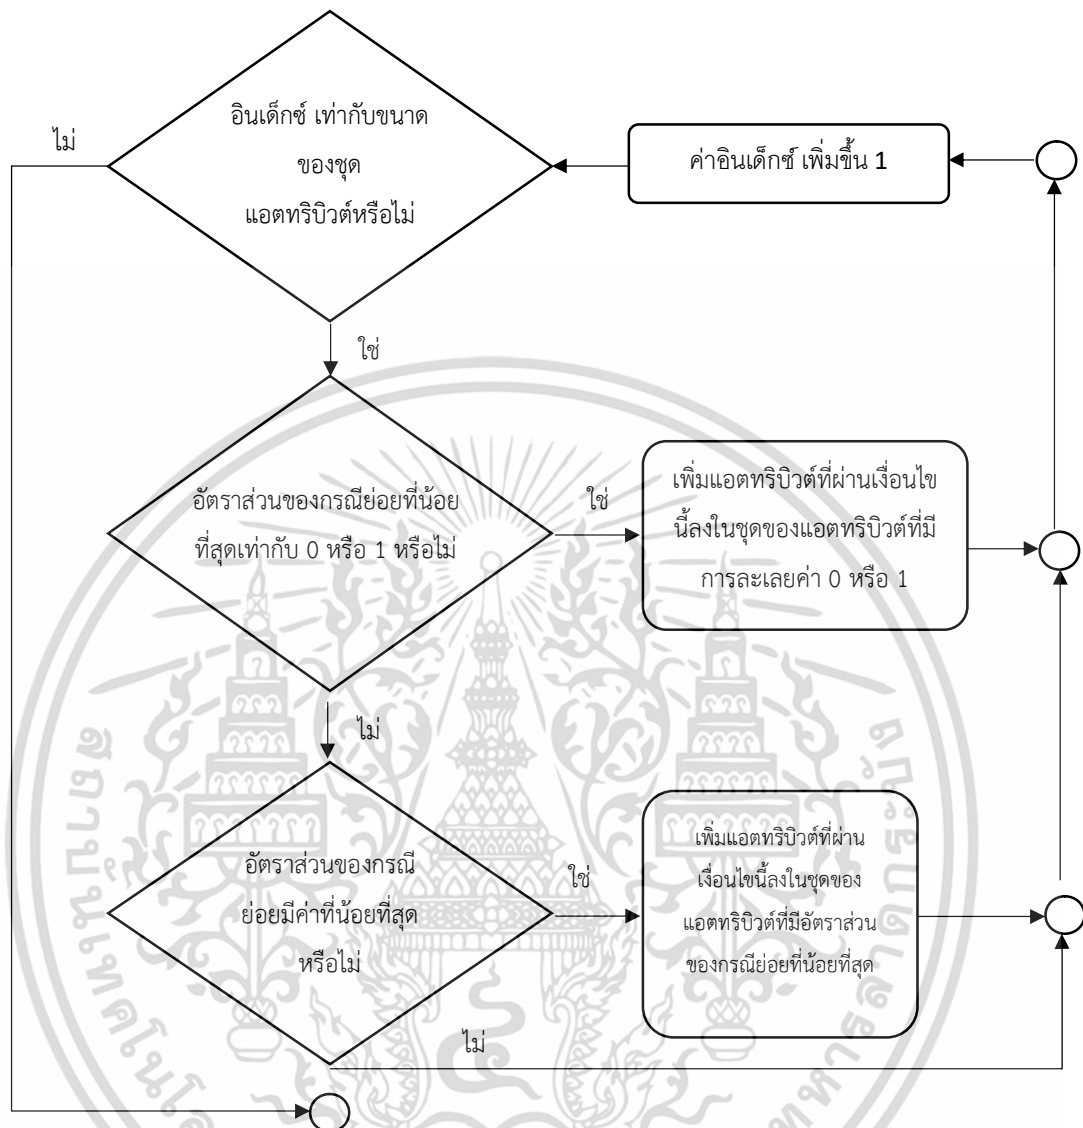 อินเด็กซ์ เท่ากับขนาด
ของชุด
แอตทริบิวต์หรือไม่
ไม่
ค่าอินเด็กซ์ เพิ่มขึ้น 1
ใช่
อัตราส่วนของกรณีย่อยที่น้อย
ที่สุดเท่ากับ 0 หรือ 1 หรือไม่
ใช่
เพิ่มแอตทริบิวต์ที่ผ่านเงื่อนไข
นี้ลงในชุดของแอตทริบิวต์ที่มี
การละเลยค่า 0 หรือ 1
ไม่
อัตราส่วนของกรณี
ย่อยมีค่าที่น้อยที่สุด
หรือไม่
ใช่
เพิ่มแอตทริบิวต์ที่ผ่าน
เงื่อนไขนี้ลงในชุดของ
แอตทริบิวต์ที่มีอัตราส่วน
ของกรณีย่อยที่น้อยที่สุด
ไม่